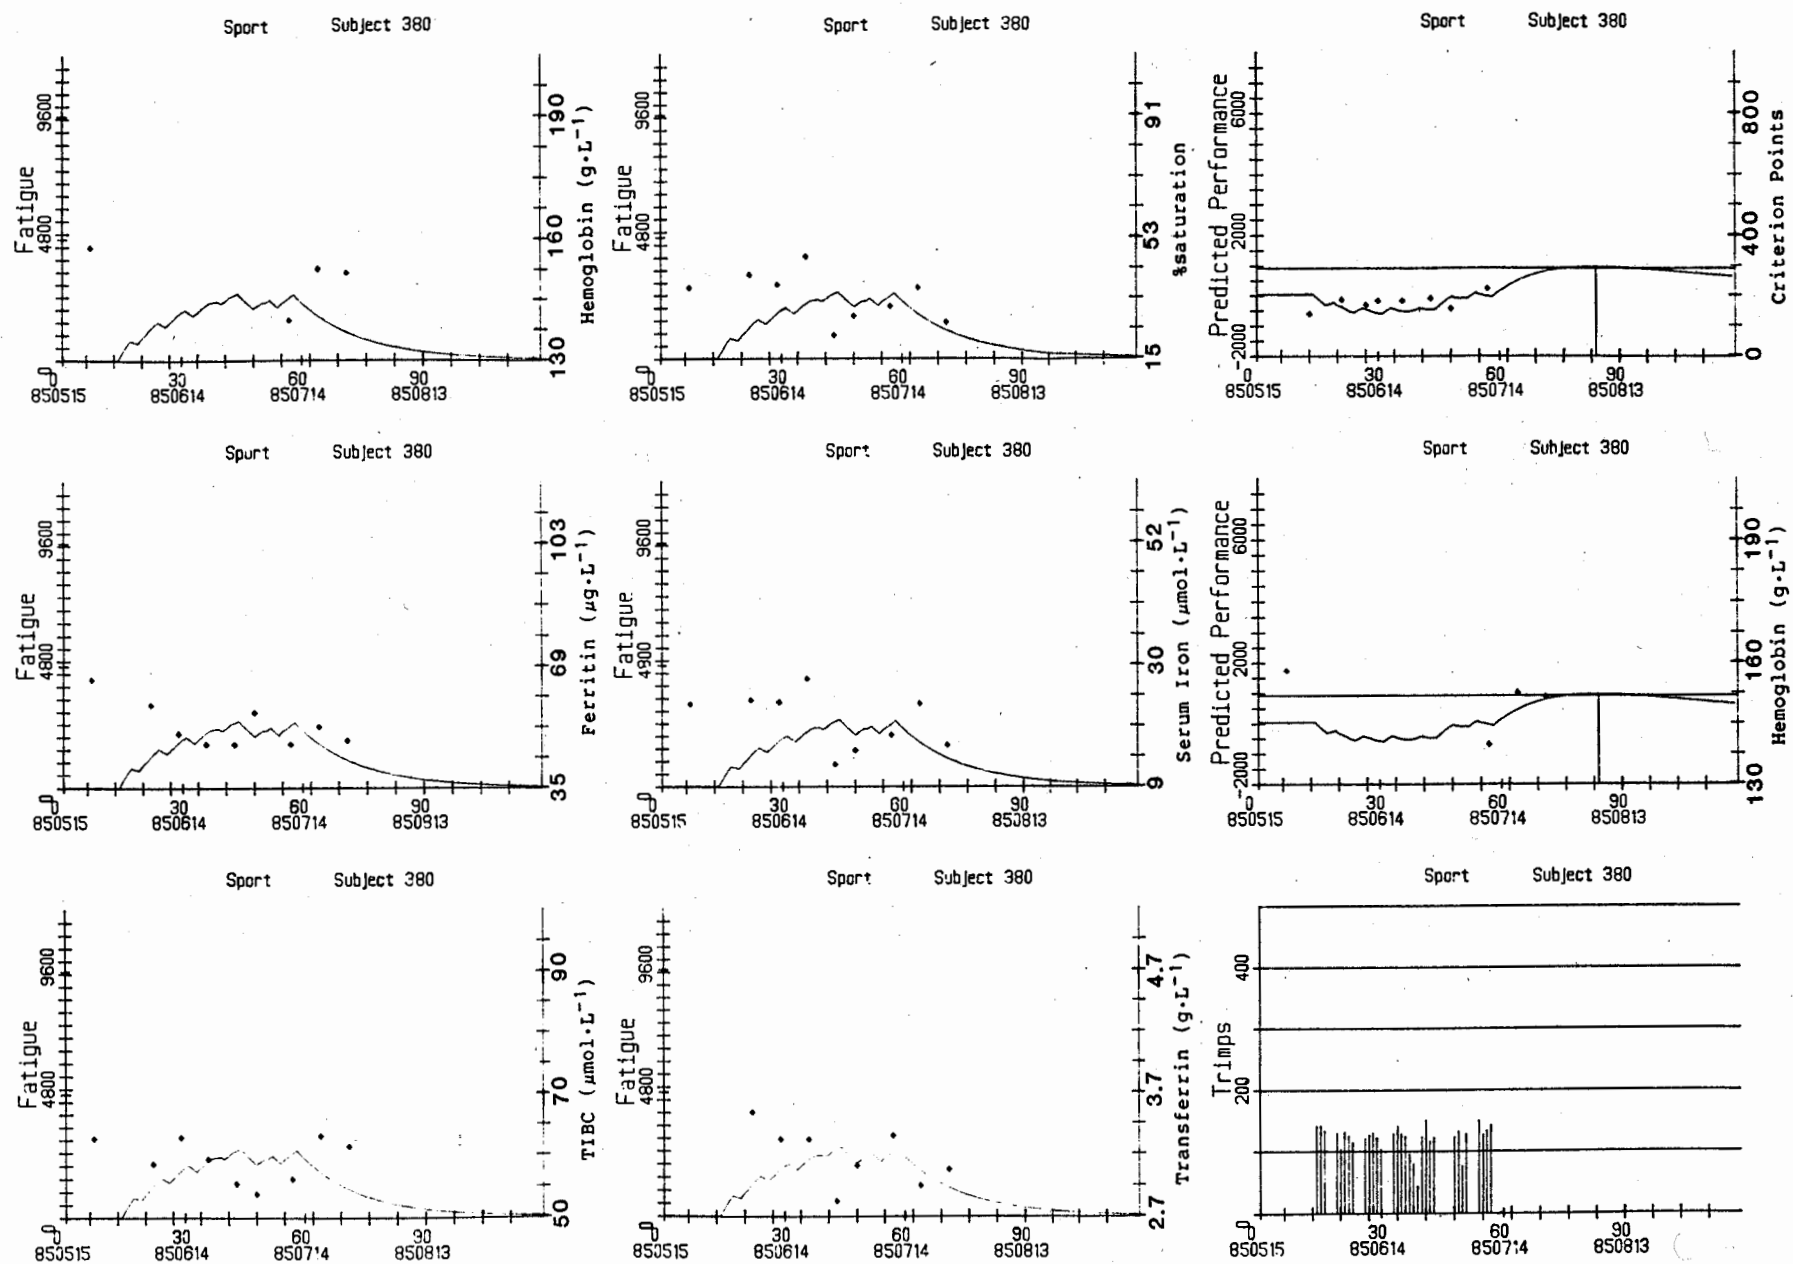 Sport Subject 380
Fatigue
9600
4800
0
Hemoglobin (g·L⁻¹)
190
160
130
0 30 60 90
850515 850614 850714 850813
Sport Subject 380
Fatigue
9600
4800
0
%saturation
91
53
15
0 30 60 90
850515 850614 850714 850813
Sport Subject 380
Predicted Performance
6000
2000
-2000
Criterion Points
800
400
0
0 30 60 90
850515 850614 850714 850813
Sport Subject 380
Fatigue
9600
4800
0
Ferritin (μg·L⁻¹)
103
69
35
0 30 60 90
850515 850614 850714 850813
Sport Subject 380
Fatigue
9600
4800
0
Serum Iron (μmol·L⁻¹)
52
30
9
0 30 60 90
850515 850614 850714 850813
Sport Subject 380
Predicted Performance
6000
2000
-2000
Hemoglobin (g·L⁻¹)
190
160
130
0 30 60 90
850515 850614 850714 850813
Sport Subject 380
Fatigue
9600
4800
0
TIBC (μmol·L⁻¹)
90
70
50
0 30 60 90
850515 850614 850714 850813
Sport Subject 380
Fatigue
9600
4800
0
Transferrin (g·L⁻¹)
4.7
3.7
2.7
0 30 60 90
850515 850614 850714 850813
Sport Subject 380
Trimps
400
200
0 30 60 90
850515 850614 850714 850813